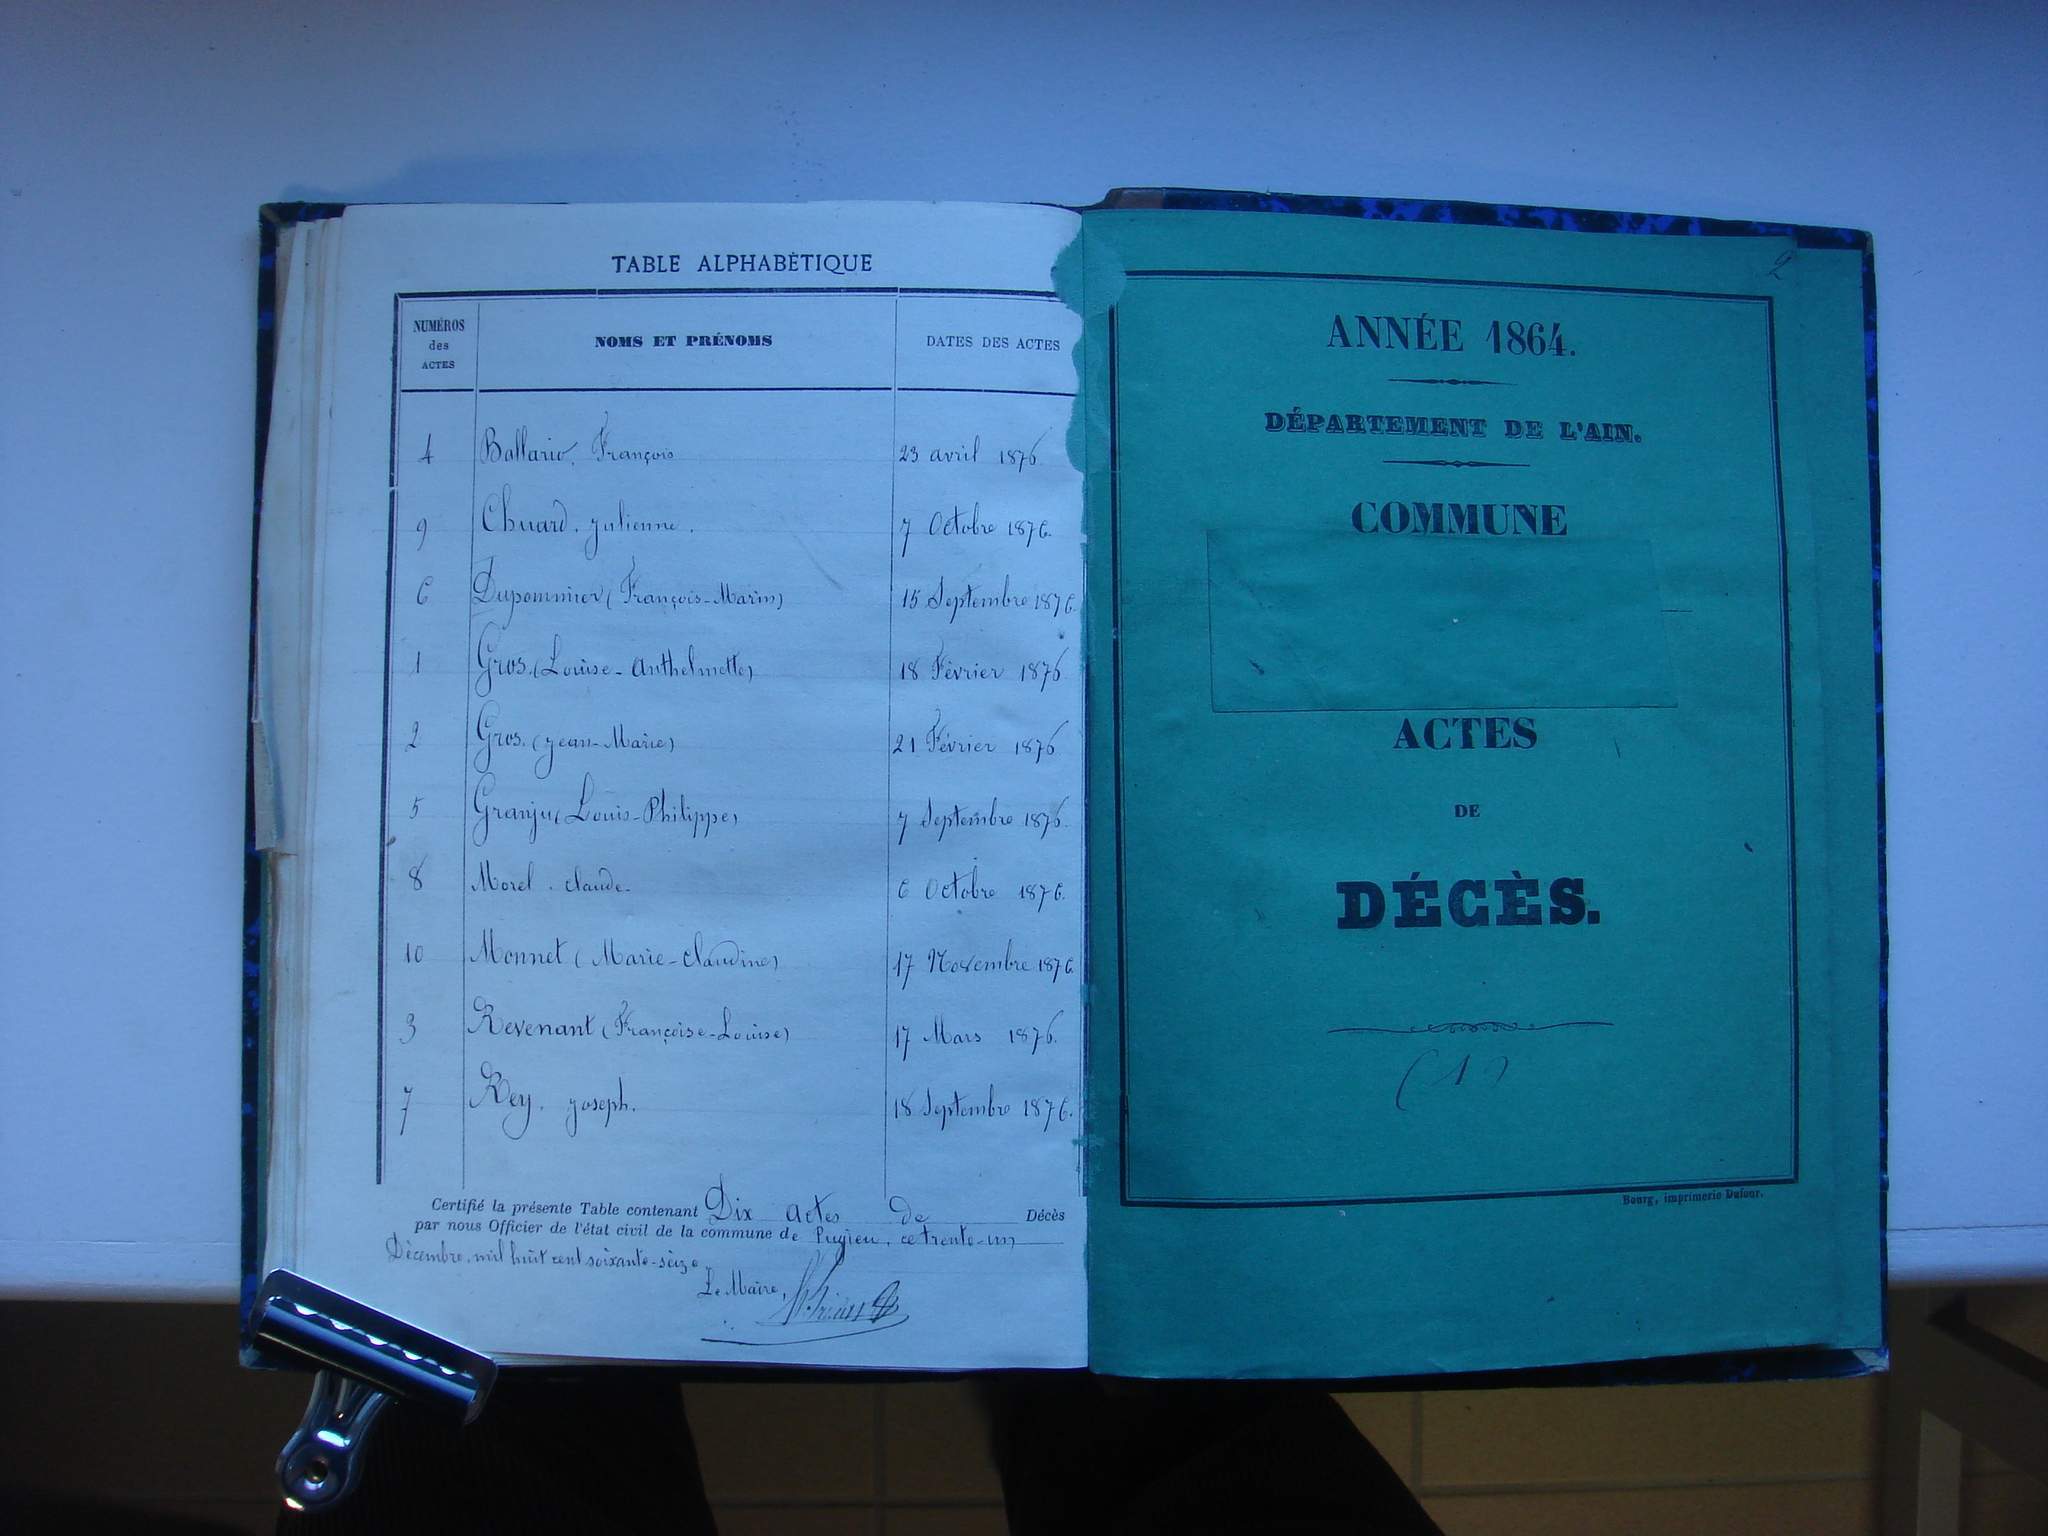 TABLE ALPHABÈTIQUE
NUMÉROS
des
ACTES
NOMS ET PRÉNOMS
DATES DES ACTES
4 Ballario, François 23 avril 1876
9 Chuard. Julienne. 7 Octobre 1876.
6 Dupommier (François-Marin) 15 Septembre 1876.
1 Gros. (Louise-Anthelmette) 18 Février 1876
2 Gros. (Jean-Marie) 21 Février 1876
5 Granju (Louis-Philippe) 7 Septembre 1876.
8 Morel. Claude. 6 Octobre 1876.
10 Monnet (Marie-Claudine) 17 Novembre 1876.
3 Revenant (Françoise-Louise) 17 Mars 1876.
7 Rey. Joseph. 18 Septembre 1876.
Certifié la présente Table contenant Dix actes de Décès
par nous Officier de l'état civil de la commune de Pugieu, ce trente-un
Décembre, mil huit cent soixante-seize.
Le Maire,
2
ANNÉE 1864.
DÉPARTEMENT DE L'AIN.
COMMUNE
ACTES
DE
DÉCÈS.
(1)
Bourg, imprimerie Dufour.